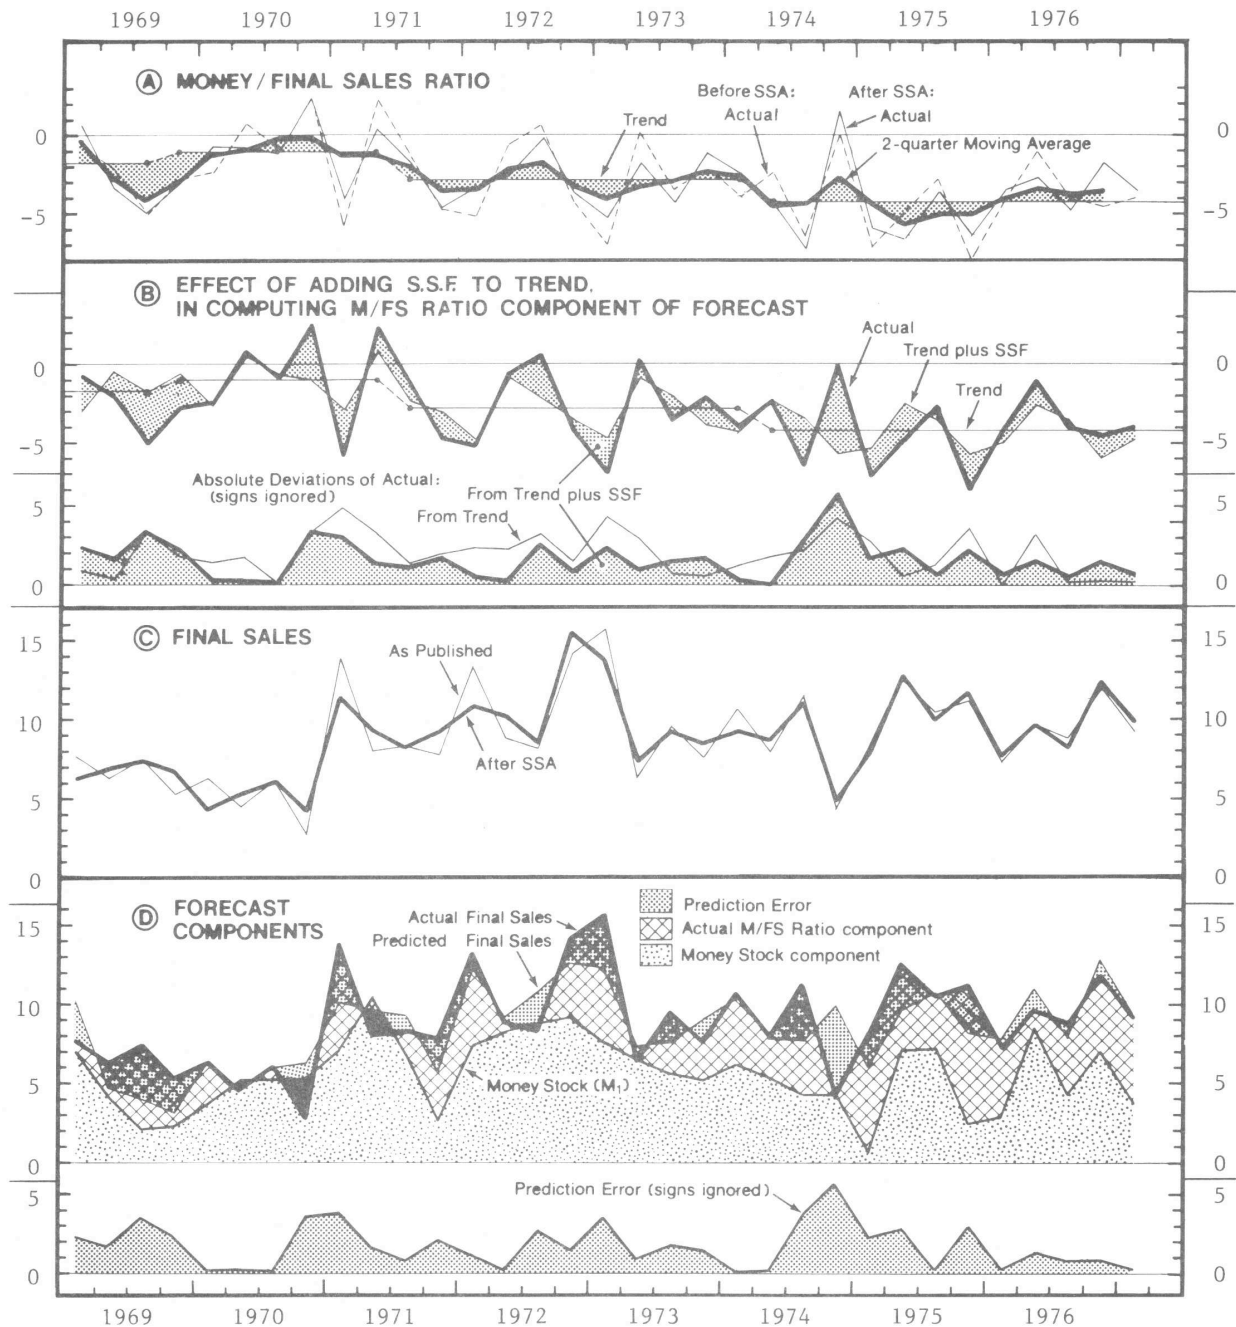 1969 1970 1971 1972 1973 1974 1975 1976
A MONEY/FINAL SALES RATIO
Before SSA: After SSA:
Trend Actual Actual
2-quarter Moving Average
0 0
-5 -5
B EFFECT OF ADDING S.S.F. TO TREND,
IN COMPUTING M/FS RATIO COMPONENT OF FORECAST
Actual
Trend plus SSF
0 0
Trend
-5 -5
Absolute Deviations of Actual:
(signs ignored)
From Trend plus SSF
From Trend
5 5
0 0
C FINAL SALES
15 15
As Published
10 10
After SSA
5 5
0 0
D FORECAST
COMPONENTS
Actual Final Sales
Predicted Final Sales
Prediction Error
Actual M/FS Ratio component
Money Stock component
15 15
10 10
5 5
Money Stock (M1)
0 0
Prediction Error (signs ignored)
5 5
0 0
1969 1970 1971 1972 1973 1974 1975 1976